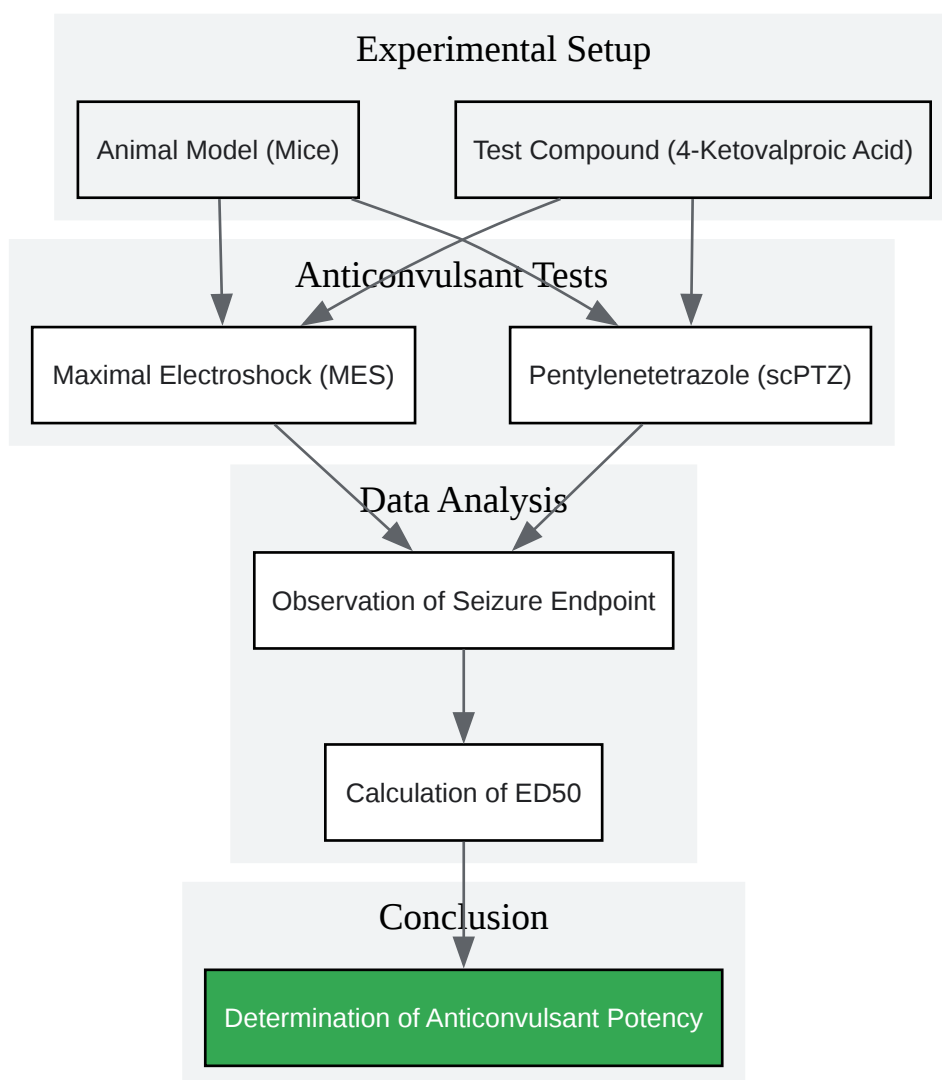 Experimental Setup
Animal Model (Mice)
Test Compound (4-Ketovalproic Acid)
Anticonvulsant Tests
Maximal Electroshock (MES)
Pentylenetetrazole (scPTZ)
Data Analysis
Observation of Seizure Endpoint
Calculation of ED50
Conclusion
Determination of Anticonvulsant Potency